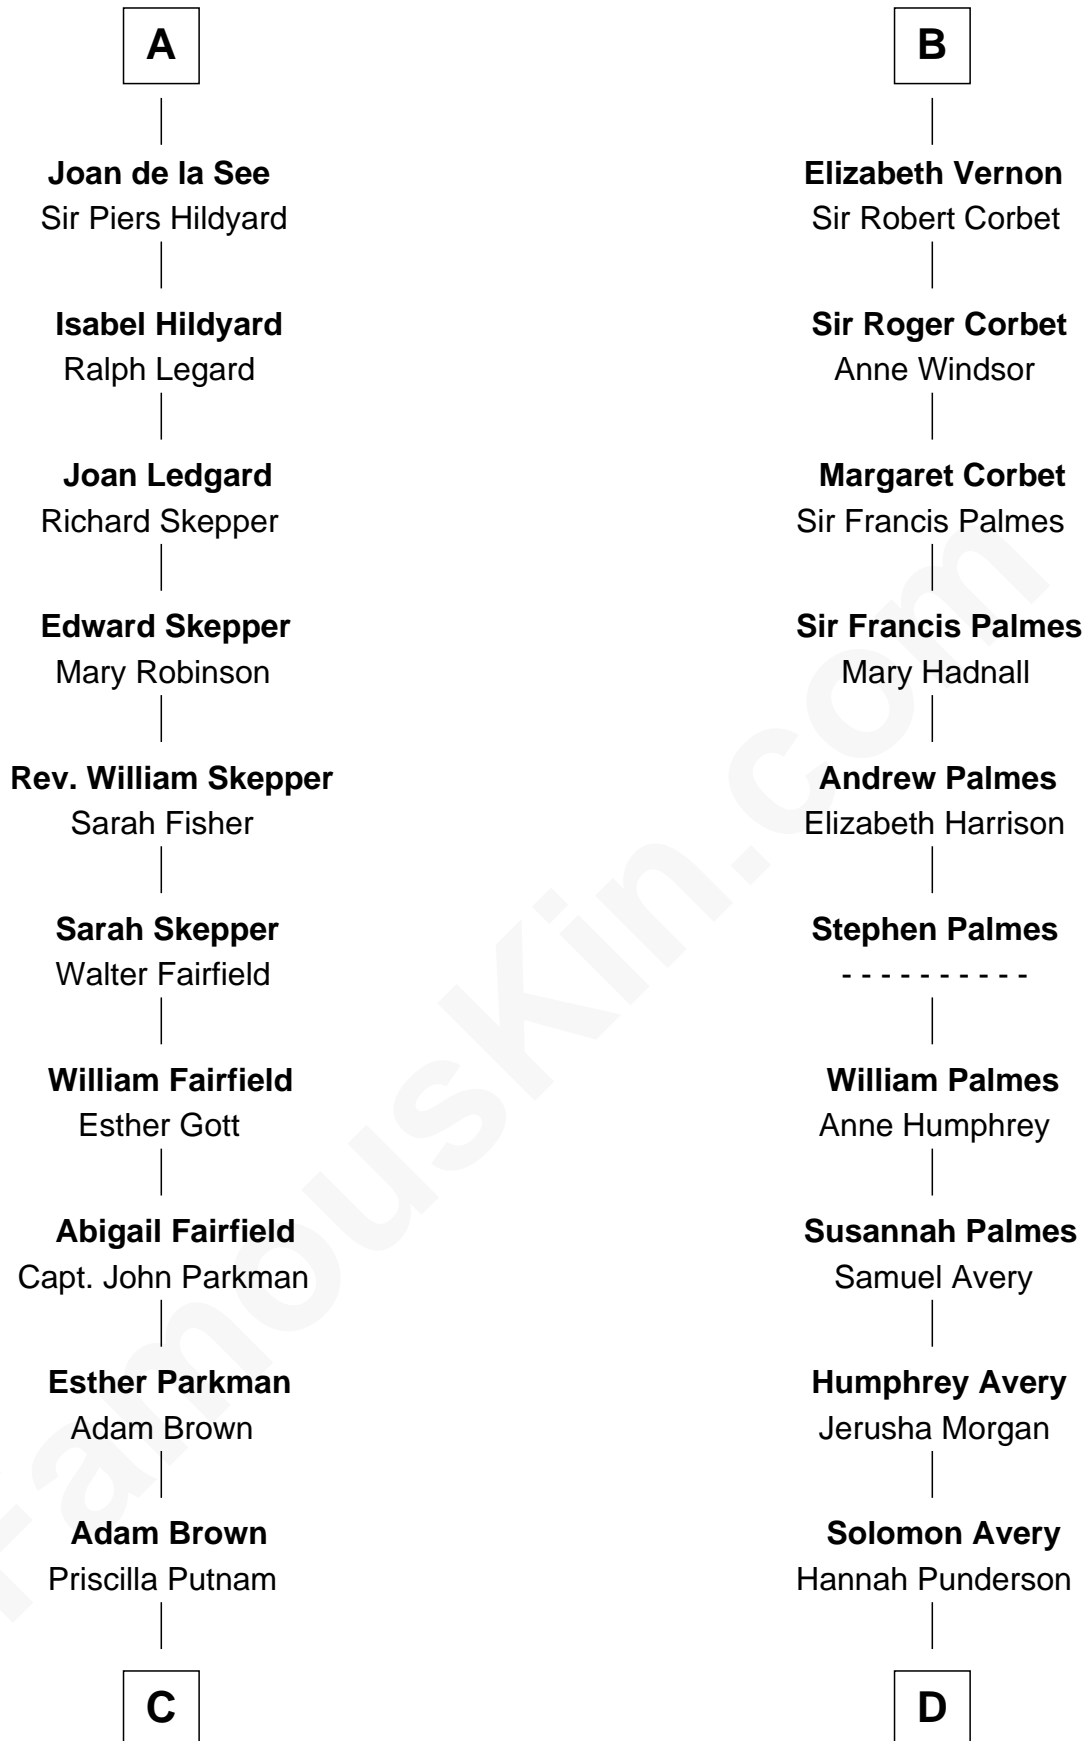 A
Joan de la See
Sir Piers Hildyard
Isabel Hildyard
Ralph Legard
Joan Ledgard
Richard Skepper
Edward Skepper
Mary Robinson
Rev. William Skepper
Sarah Fisher
Sarah Skepper
Walter Fairfield
William Fairfield
Esther Gott
Abigail Fairfield
Capt. John Parkman
Esther Parkman
Adam Brown
Adam Brown
Priscilla Putnam
C
B
Elizabeth Vernon
Sir Robert Corbet
Sir Roger Corbet
Anne Windsor
Margaret Corbet
Sir Francis Palmes
Sir Francis Palmes
Mary Hadnall
Andrew Palmes
Elizabeth Harrison
Stephen Palmes
- - - - - - - - - -
William Palmes
Anne Humphrey
Susannah Palmes
Samuel Avery
Humphrey Avery
Jerusha Morgan
Solomon Avery
Hannah Punderson
D
FamousKin.com